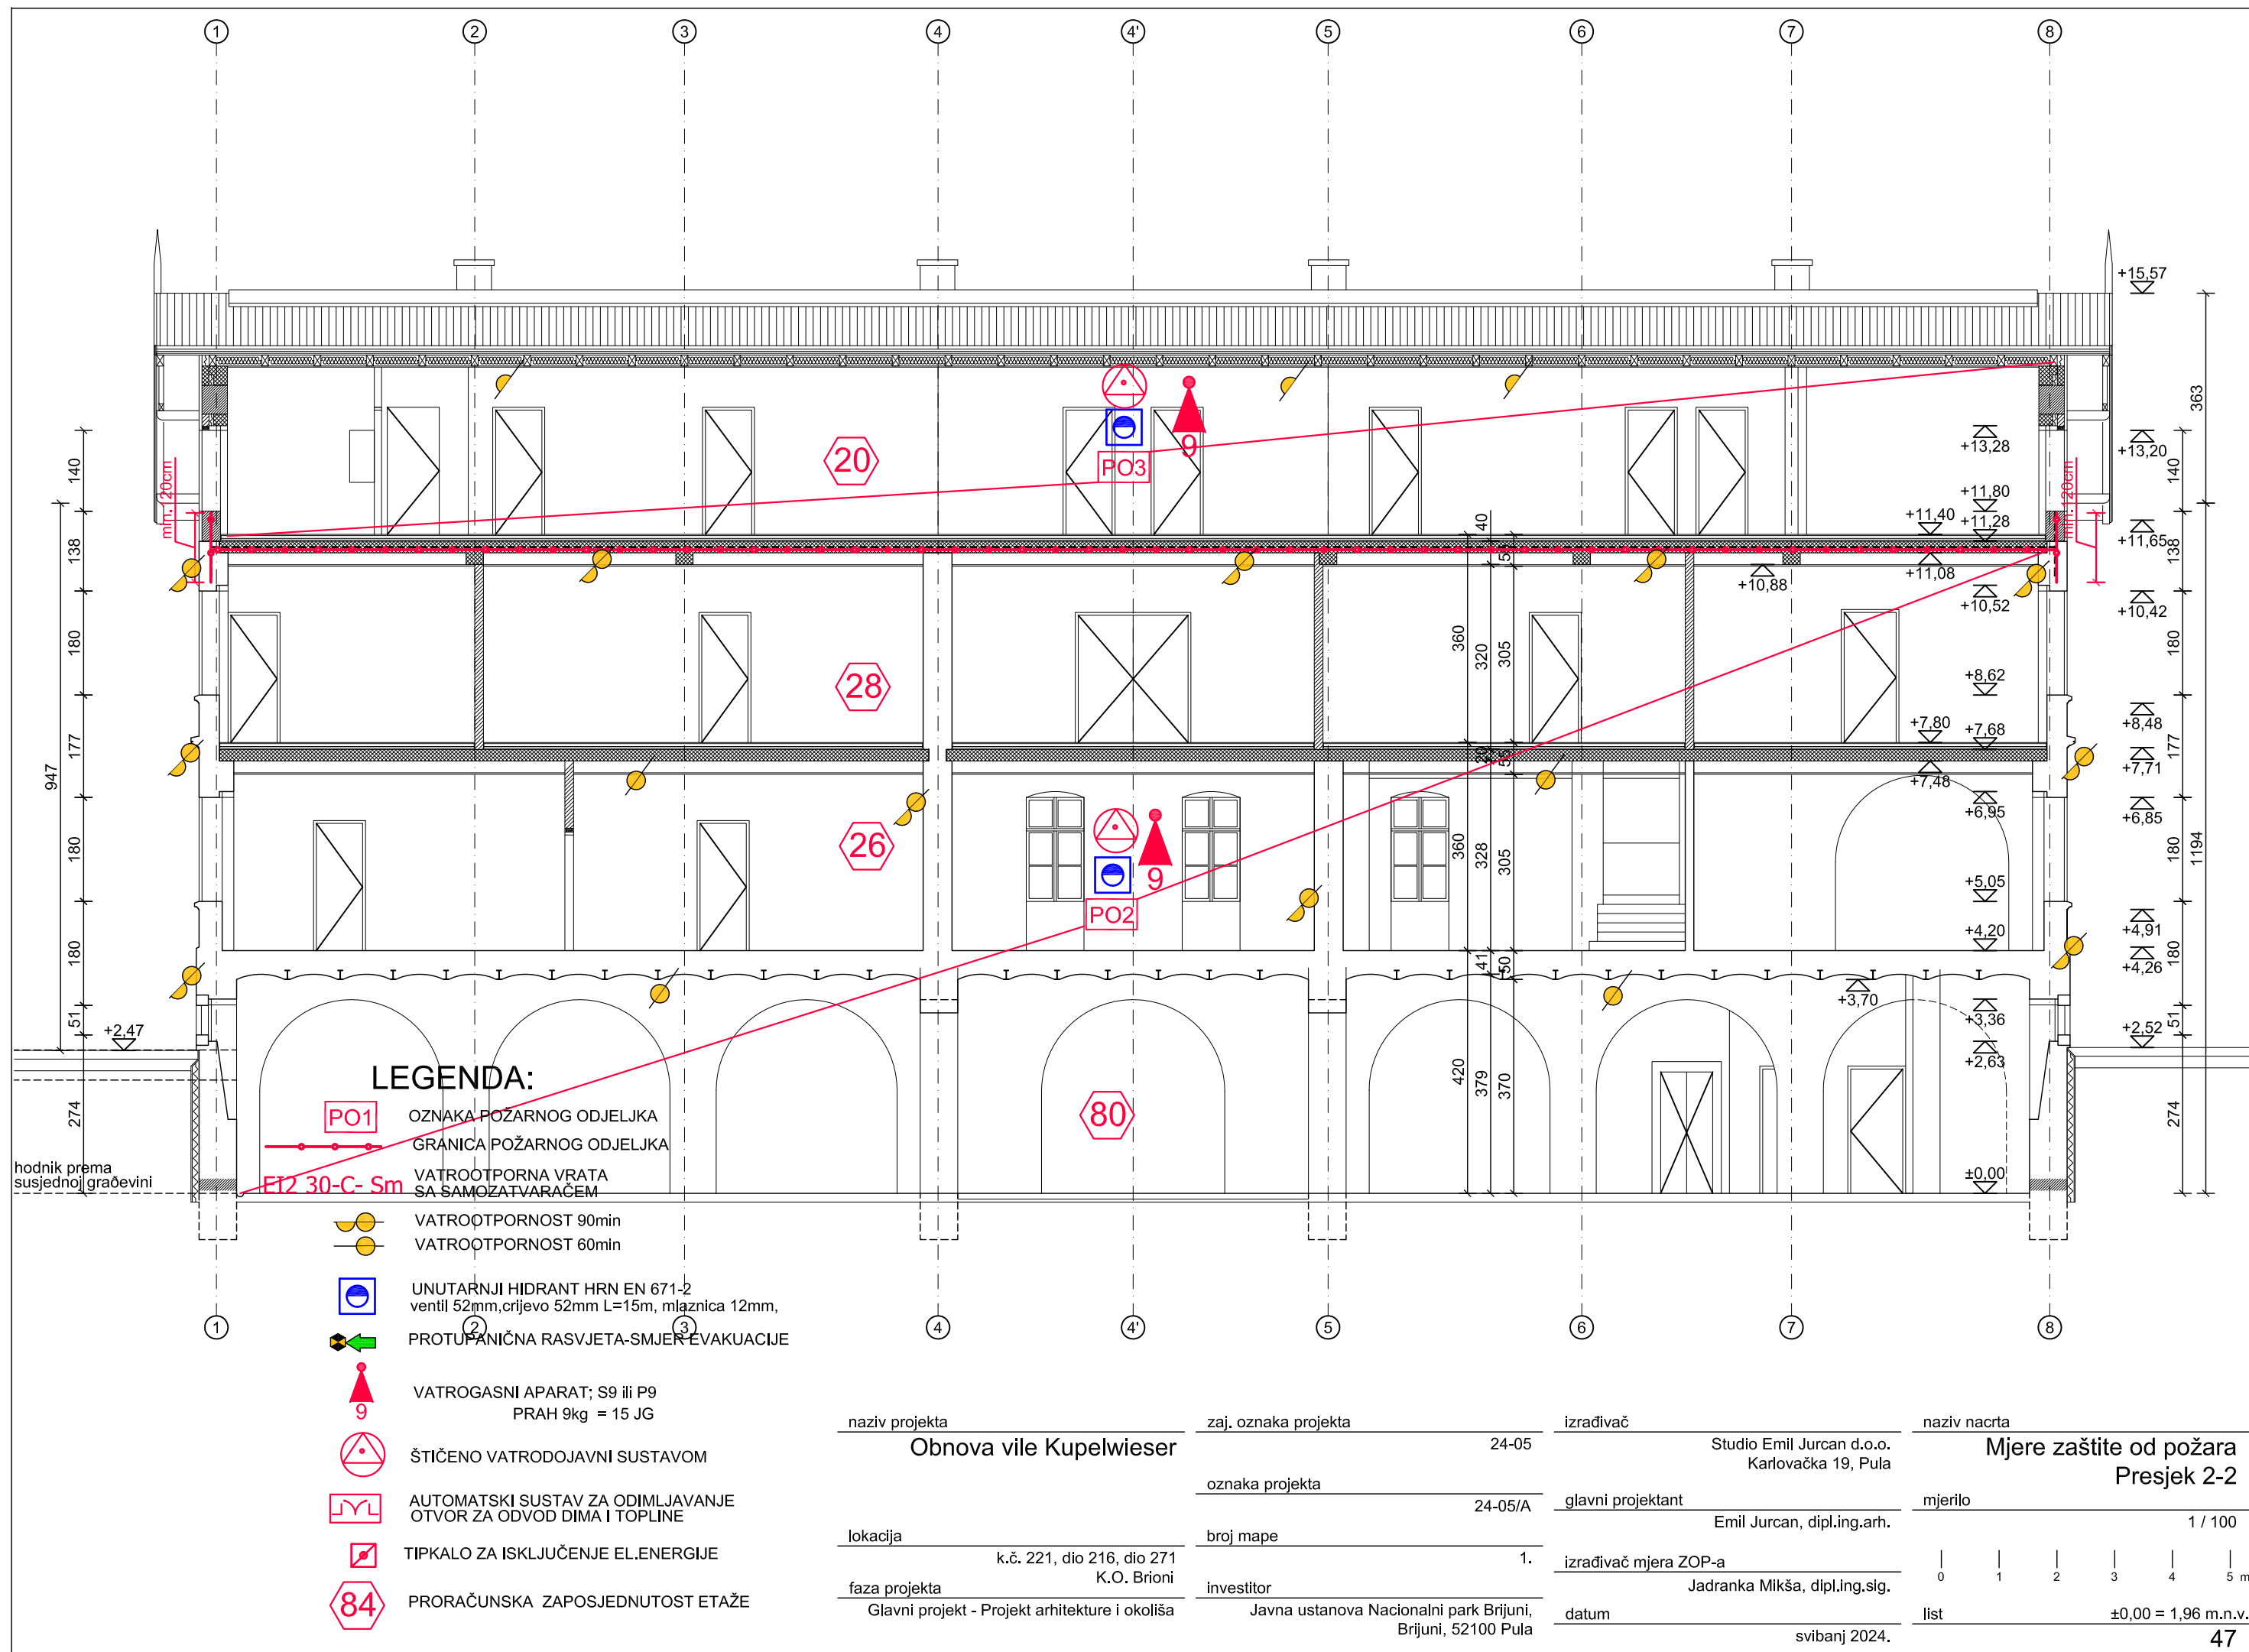 1 2 3 4 4' 5 6 7 8
+15,57
363
20
9
PO3
140
min. 20cm
138
180
177
947
180
180
51
274
+2,47
+13,28
+13,20
+11,80
+11,40
+11,28
+11,65
+11,08
+10,88
+10,52
+10,42
140
min. 20cm
138
40
55
360
320
305
28
+8,62
+8,48
+7,80
+7,68
+7,71
+7,48
180
177
20
55
+6,95
+6,85
26
9
PO2
360
328
305
180
1194
+5,05
+4,91
+4,20
+4,26
180
41
50
+3,70
+3,36
+2,52
51
+2,63
420
379
370
80
274
±0,00
hodnik prema
susjednoj građevini
LEGENDA:
PO1 OZNAKA POŽARNOG ODJELJKA
GRANICA POŽARNOG ODJELJKA
EI2 30-C- Sm VATROOTPORNA VRATA
SA SAMOZATVARAČEM
VATROOTPORNOST 90min
VATROOTPORNOST 60min
UNUTARNJI HIDRANT HRN EN 671-2
ventil 52mm,crijevo 52mm L=15m, mlaznica 12mm,
1 2 3 4 4' 5 6 7 8
PROTUPANIČNA RASVJETA-SMJER EVAKUACIJE
9 VATROGASNI APARAT; S9 ili P9
PRAH 9kg = 15 JG
ŠTIĆENO VATRODOJAVNI SUSTAVOM
AUTOMATSKI SUSTAV ZA ODIMLJAVANJE
OTVOR ZA ODVOD DIMA I TOPLINE
TIPKALO ZA ISKLJUČENJE EL.ENERGIJE
84 PRORAČUNSKA ZAPOSJEDNUTOST ETAŽE
naziv projekta
Obnova vile Kupelwieser
lokacija
k.č. 221, dio 216, dio 271
K.O. Brioni
faza projekta
Glavni projekt - Projekt arhitekture i okoliša
zaj. oznaka projekta
24-05
oznaka projekta
24-05/A
broj mape
1.
investitor
Javna ustanova Nacionalni park Brijuni,
Brijuni, 52100 Pula
izrađivač
Studio Emil Jurcan d.o.o.
Karlovačka 19, Pula
glavni projektant
Emil Jurcan, dipl.ing.arh.
izrađivač mjera ZOP-a
Jadranka Mikša, dipl.ing.sig.
datum
svibanj 2024.
naziv nacrta
Mjere zaštite od požara
Presjek 2-2
mjerilo
1 / 100
0 1 2 3 4 5 m
list
±0,00 = 1,96 m.n.v.
47